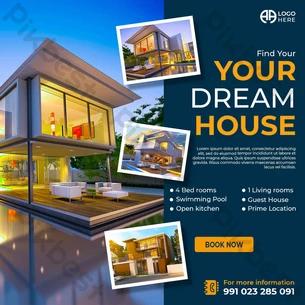 LOGO
HERE
Find Your
YOUR
DREAM
HOUSE
4 Bed rooms
Swimming Pool
Open kitchen
1 Living rooms
Guest House
Prime Location
BOOK NOW
For more information
991 023 285 091